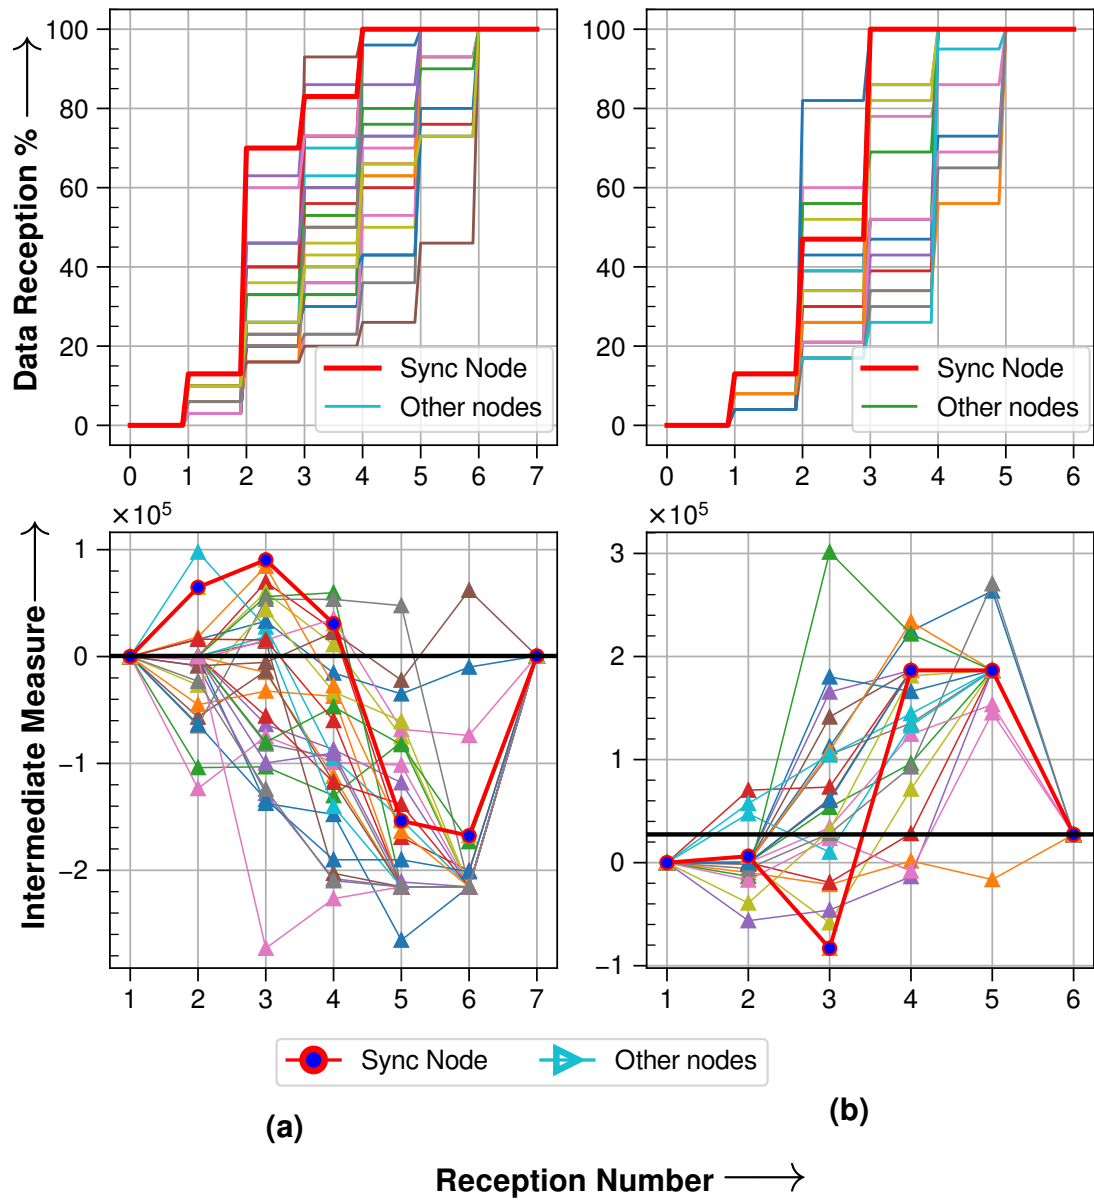 Data Reception %
100
80
60
40
20
0
Sync Node
Other nodes
0 1 2 3 4 5 6 7
100
80
60
40
20
0
Sync Node
Other nodes
0 1 2 3 4 5 6
Intermediate Measure
×10⁵
1
0
−1
−2
1 2 3 4 5 6 7
×10⁵
3
2
1
0
−1
1 2 3 4 5 6
Sync Node Other nodes
(a) (b)
Reception Number